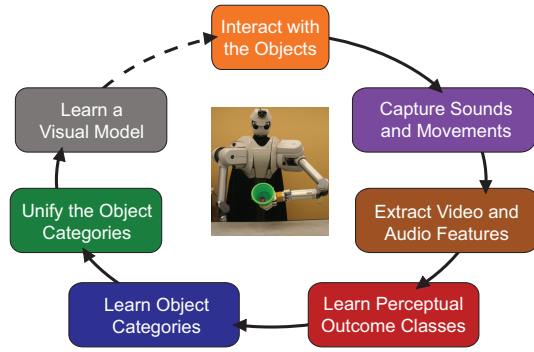 Interact with
the Objects
Capture Sounds
and Movements
Extract Video and
Audio Features
Learn Perceptual
Outcome Classes
Learn Object
Categories
Unify the Object
Categories
Learn a
Visual Model